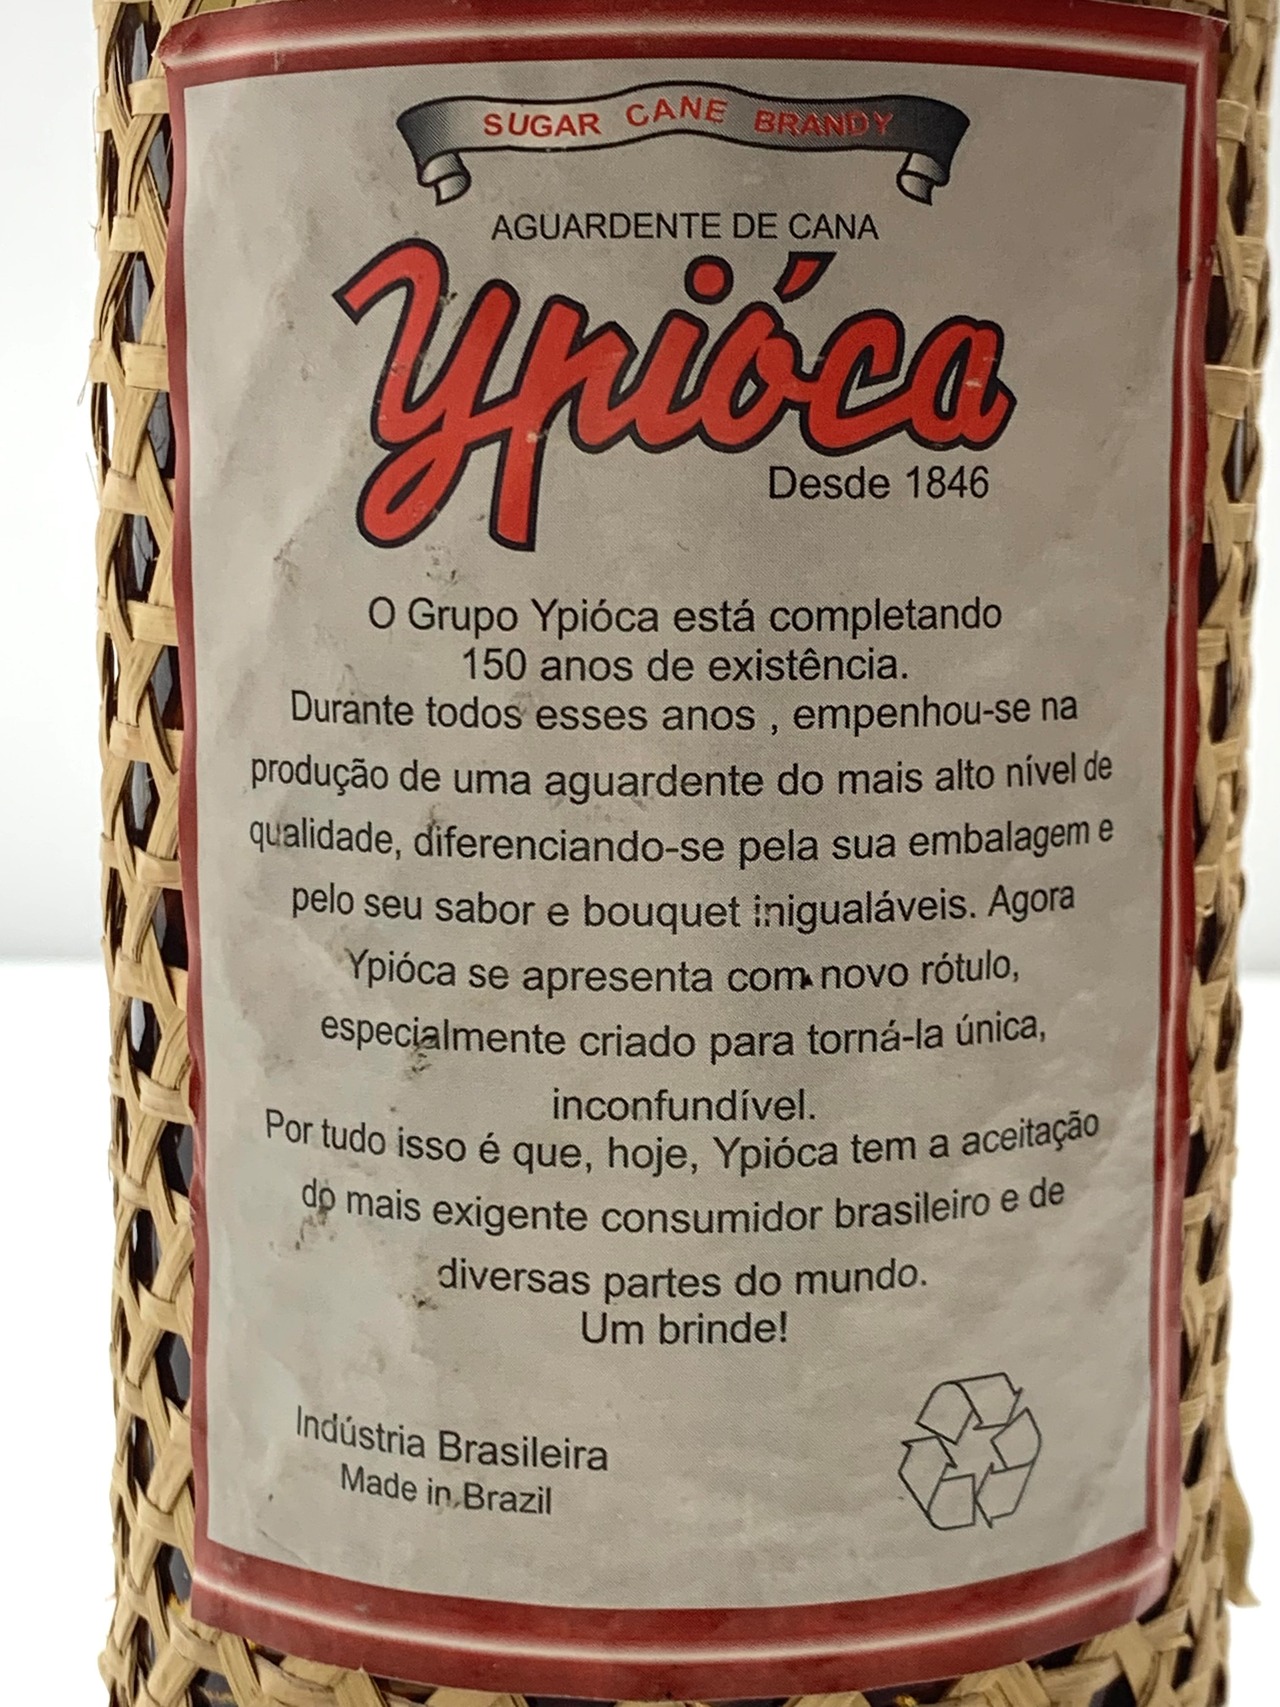 SUGAR CANE BRANDY
AGUARDENTE DE CANA
Ypióca
Desde 1846
O Grupo Ypióca está completando
150 anos de existência.
Durante todos esses anos , empenhou-se na
produção de uma aguardente do mais alto nível de
qualidade, diferenciando-se pela sua embalagem e
pelo seu sabor e bouquet inigualáveis. Agora
Ypióca se apresenta com novo rótulo,
especialmente criado para torná-la única,
inconfundível.
Por tudo isso é que, hoje, Ypióca tem a aceitação
do mais exigente consumidor brasileiro e de
diversas partes do mundo.
Um brinde!
Indústria Brasileira
Made in Brazil